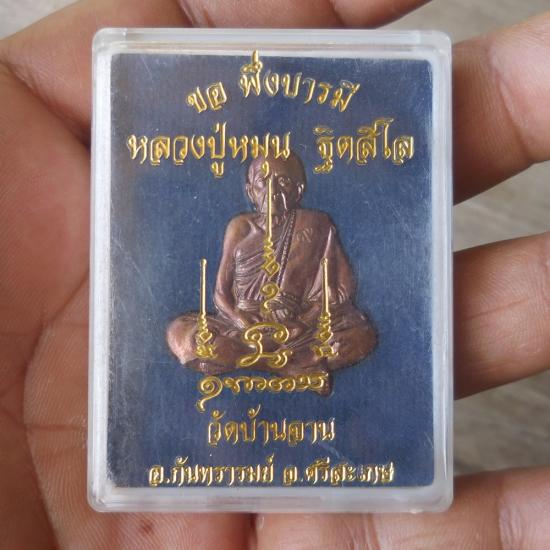 ขอ พึ่งบารมี
หลวงปู่หมุน ฐิตสีโล
วัดบ้านจาน
อ.กันทรารมย์ จ.ศรีสะเกษ